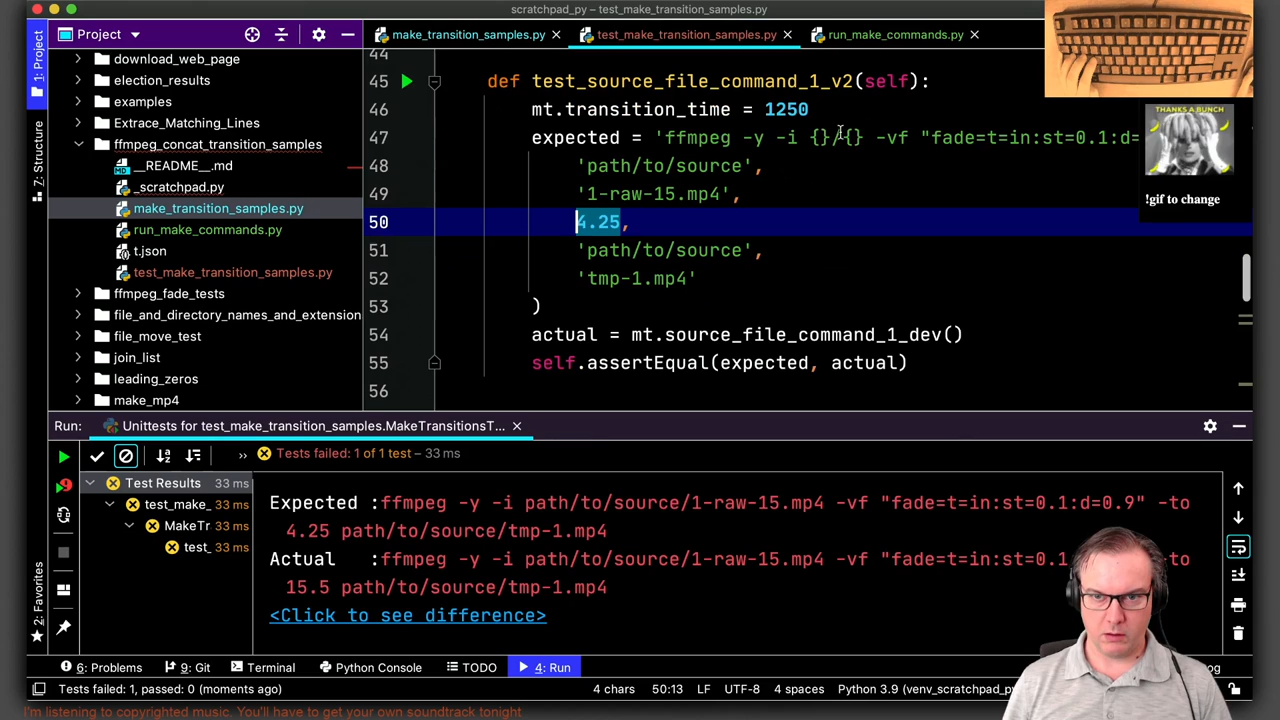 scratchpad_py – test_make_transition_samples.py
Project
make_transition_samples.py
test_make_transition_samples.py
run_make_commands.py
THANKS A BUNCH
!gif to change
1: Project
7: Structure
2: Favorites
download_web_page
election_results
examples
Extrace_Matching_Lines
ffmpeg_concat_transition_samples
__README__.md
_scratchpad.py
make_transition_samples.py
run_make_commands.py
t.json
test_make_transition_samples.py
ffmpeg_fade_tests
file_and_directory_names_and_extension
file_move_test
join_list
leading_zeros
make_mp4
44
45 def test_source_file_command_1_v2(self):
46 mt.transition_time = 1250
47 expected = 'ffmpeg -y -i {}/{} -vf "fade=t=in:st=0.1:d=
48 'path/to/source',
49 '1-raw-15.mp4',
50 4.25,
51 'path/to/source',
52 'tmp-1.mp4'
53 )
54 actual = mt.source_file_command_1_dev()
55 self.assertEqual(expected, actual)
56
Run: Unittests for test_make_transition_samples.MakeTransitionsT...
Tests failed: 1 of 1 test – 33 ms
Test Results 33 ms
test_make_ 33 ms
MakeTr 33 ms
test_ 33 ms
Expected :ffmpeg -y -i path/to/source/1-raw-15.mp4 -vf "fade=t=in:st=0.1:d=0.9" -to
4.25 path/to/source/tmp-1.mp4
Actual :ffmpeg -y -i path/to/source/1-raw-15.mp4 -vf "fade=t=in:st=0.1 -to
15.5 path/to/source/tmp-1.mp4
<Click to see difference>
6: Problems
9: Git
Terminal
Python Console
TODO
4: Run
Tests failed: 1, passed: 0 (moments ago)
4 chars
50:13
LF
UTF-8
4 spaces
Python 3.9 (venv_scratchpad_py
I'm listening to copyrighted music. You'll have to get your own soundtrack tonight